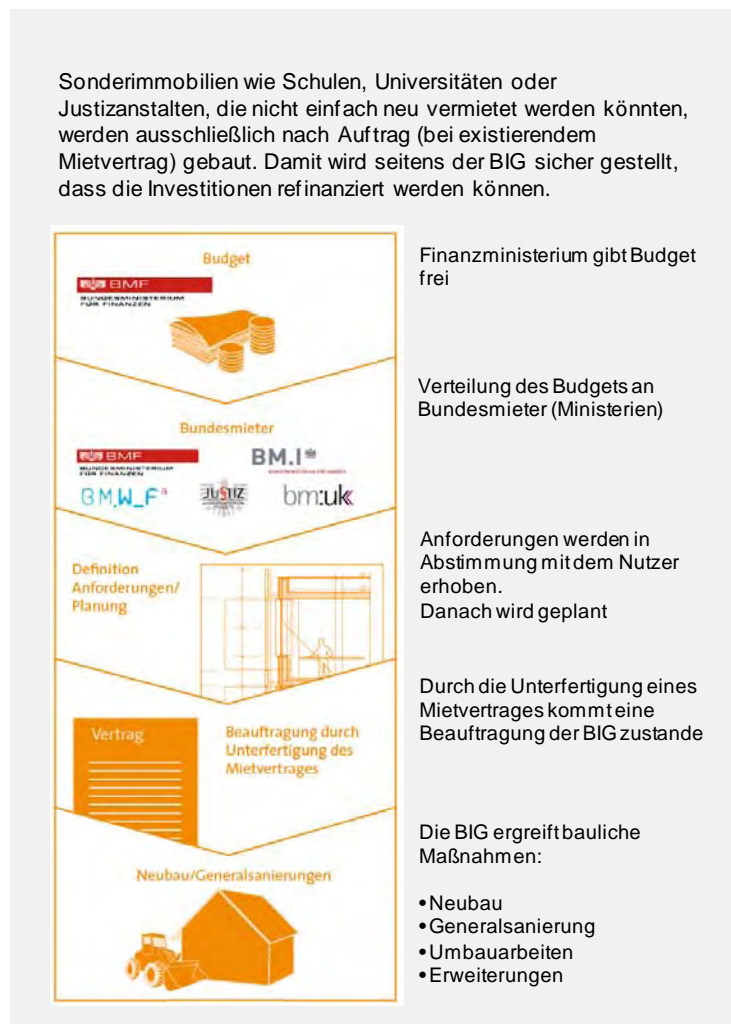 Sonderimmobilien wie Schulen, Universitäten oder
Justizanstalten, die nicht einfach neu vermietet werden könnten,
werden ausschließlich nach Auftrag (bei existierendem
Mietvertrag) gebaut. Damit wird seitens der BIG sicher gestellt,
dass die Investitionen refinanziert werden können.
Budget
BMF
BUNDESMINISTERIUM
FÜR FINANZEN
Finanzministerium gibt Budget
frei
Bundesmieter
BMF
BUNDESMINISTERIUM
FÜR FINANZEN
BM.I
BM.W_Fa
JUSTIZ
bm:uk
Verteilung des Budgets an
Bundesmieter (Ministerien)
Definition
Anforderungen/
Planung
Anforderungen werden in
Abstimmung mit dem Nutzer
erhoben.
Danach wird geplant
Vertrag
Beauftragung durch
Unterfertigung des
Mietvertrages
Durch die Unterfertigung eines
Mietvertrages kommt eine
Beauftragung der BIG zustande
Neubau/Generalsanierungen
Die BIG ergreift bauliche
Maßnahmen:
•Neubau
•Generalsanierung
•Umbauarbeiten
•Erweiterungen